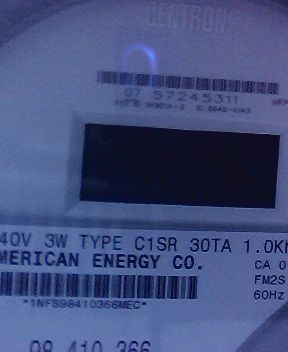 CENTRON
07 57245311
40V 3W TYPE C1SR 30TA 1.0K
MERICAN ENERGY CO.
CA 0
FM2S
60Hz
*1NFS98410366MEC*
98 410 366